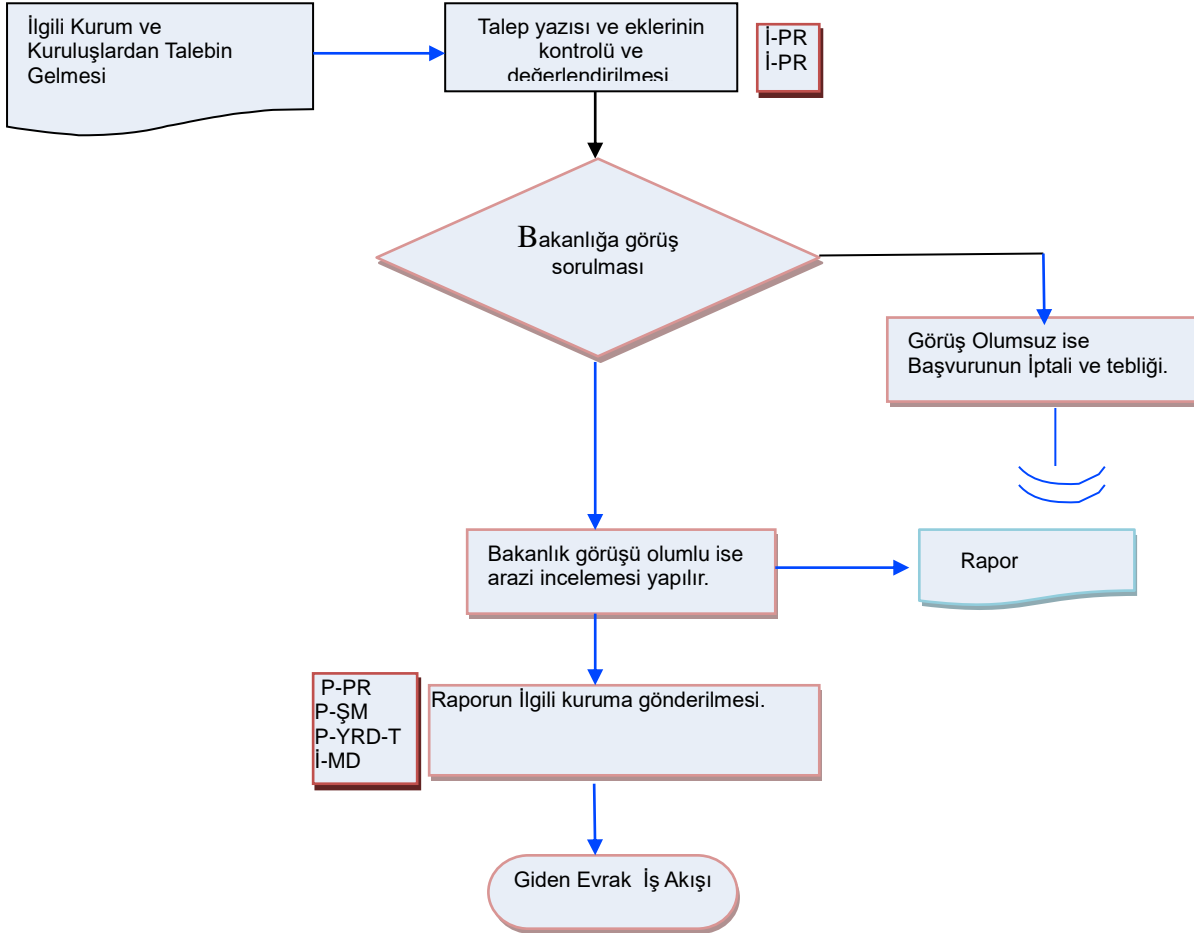 İlgili Kurum ve
Kuruluşlardan Talebin
Gelmesi
Talep yazısı ve eklerinin
kontrolü ve
değerlendirilmesi
İ-PR
İ-PR
Bakanlığa görüş
sorulması
Görüş Olumsuz ise
Başvurunun İptali ve tebliği.
Bakanlık görüşü olumlu ise
arazi incelemesi yapılır.
Rapor
P-PR
P-ŞM
P-YRD-T
İ-MD
Raporun İlgili kuruma gönderilmesi.
Giden Evrak İş Akışı